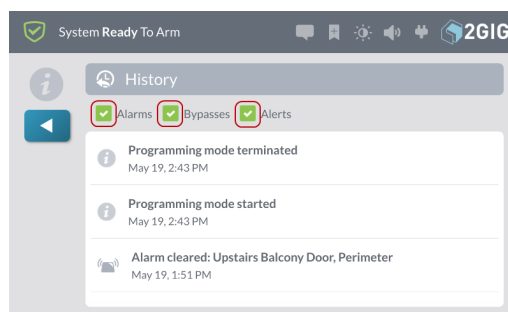 System Ready To Arm
2GIG
History
Alarms Bypasses Alerts
Programming mode terminated
May 19, 2:43 PM
Programming mode started
May 19, 2:43 PM
Alarm cleared: Upstairs Balcony Door, Perimeter
May 19, 1:51 PM